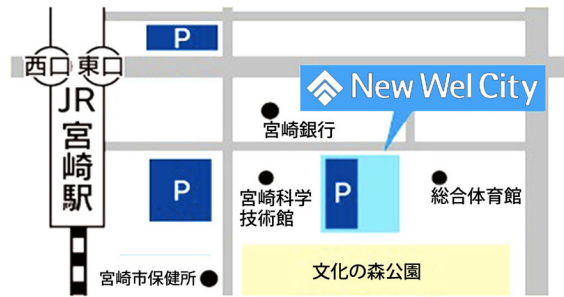 P
西口
東口
New Wel City
JR
宮崎駅
宮崎銀行
P
宮崎科学
技術館
P
総合体育館
文化の森公園
宮崎市保健所